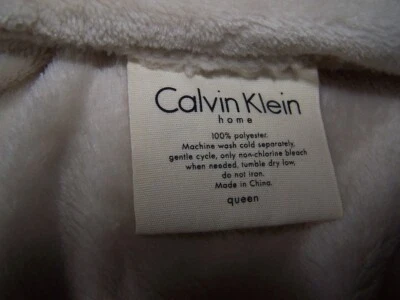 Calvin Klein
home
100% polyester.
Machine wash cold separately,
gentle cycle, only non-chlorine bleach
when needed, tumble dry low,
do not iron.
Made in China.
queen